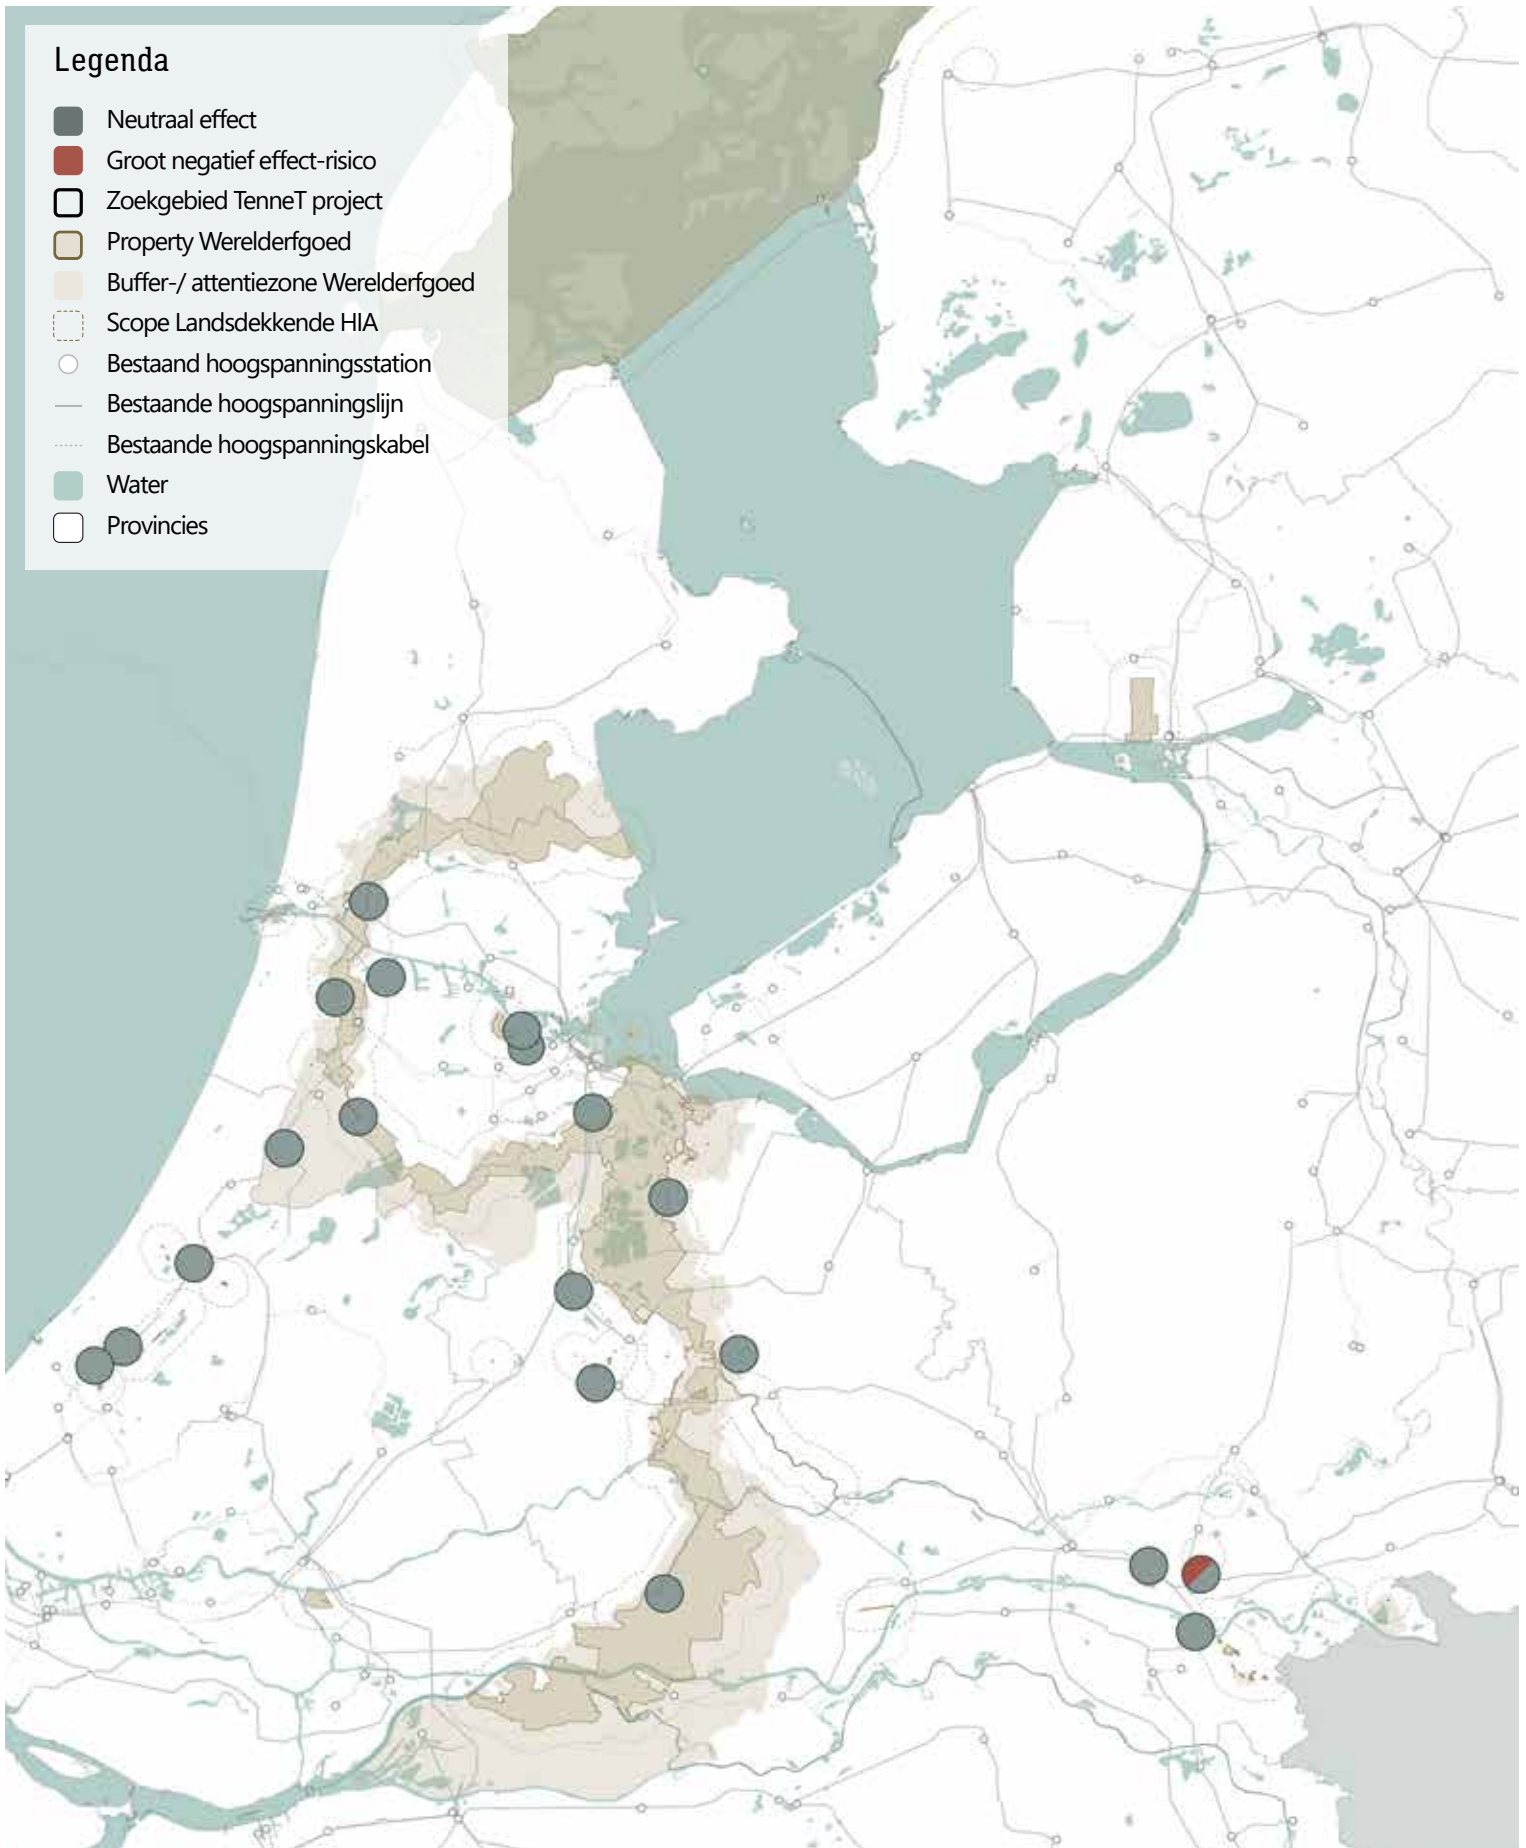 Legenda
Neutraal effect
Groot negatief effect-risico
Zoekgebied TenneT project
Property Werelderfgoed
Buffer-/ attentiezone Werelderfgoed
Scope Landsdekkende HIA
Bestaand hoogspanningsstation
Bestaande hoogspanningslijn
Bestaande hoogspanningskabel
Water
Provincies